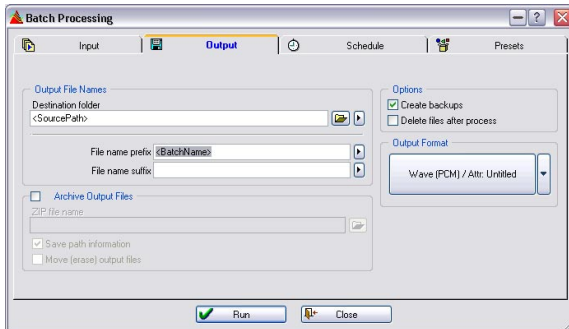 Batch Processing
Input
Output
Schedule
Presets
Output File Names
Destination folder
<SourcePath>
File name prefix <BatchName>
File name suffix
Archive Output Files
ZIP file name
Save path information
Move (erase) output files
Options
Create backups
Delete files after process
Output Format
Wave (PCM) / Attr: Untitled
Run
Close